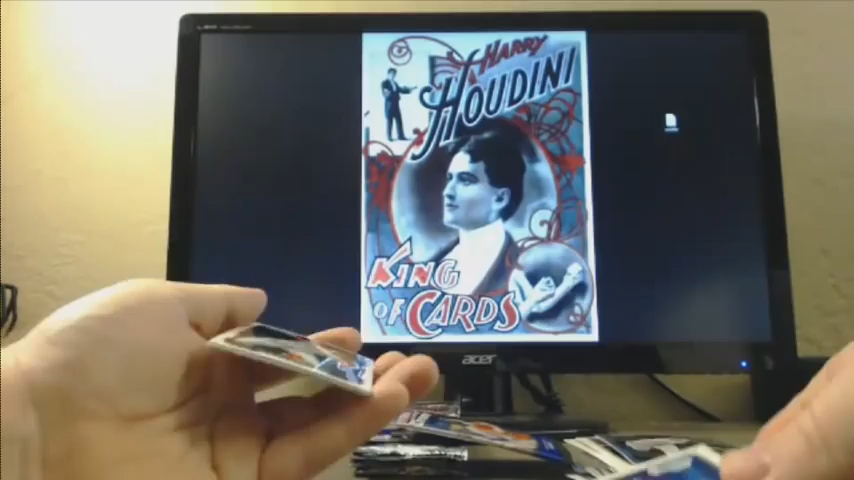 HARRY
HOUDINI
KING
OF CARDS
acer